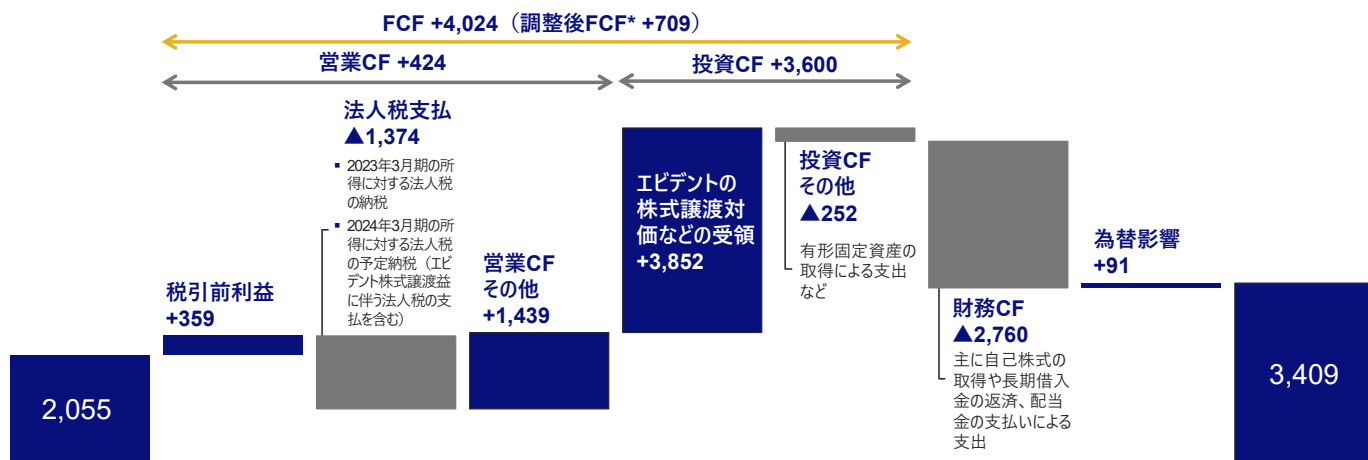 FCF +4,024（調整後FCF* +709）
営業CF +424
投資CF +3,600
2,055
税引前利益
+359
法人税支払
▲1,374
▪ 2023年3月期の所
得に対する法人税
の納税
▪ 2024年3月期の所
得に対する法人税
の予定納税（エビ
デント株式譲渡益
に伴う法人税の支
払を含む）
営業CF
その他
+1,439
エビデントの
株式譲渡対
価などの受領
+3,852
投資CF
その他
▲252
有形固定資産の
取得による支出
など
財務CF
▲2,760
主に自己株式の
取得や長期借入
金の返済、配当
金の支払いによる
支出
為替影響
+91
3,409